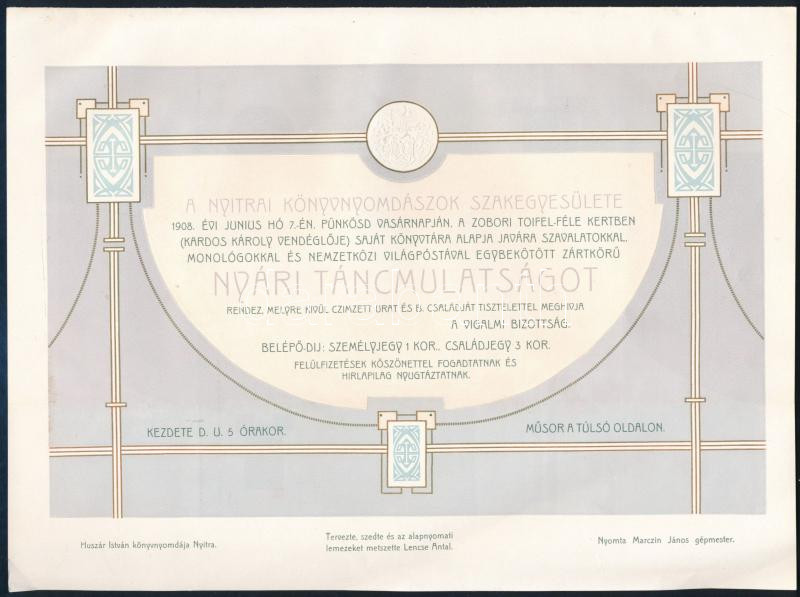 A NYITRAI KÖNYVNYOMDÁSZOK SZAKEGYESÜLETE
1908. ÉVI JUNIUS HÓ 7.-ÉN, PÜNKÖSD VASÁRNAPJÁN, A ZOBORI TOIFEL-FÉLE KERTBEN
(KARDOS KÁROLY VENDÉGLŐJE) SAJÁT KÖNYVTÁRA ALAPJA JAVÁRA SZAVALATOKKAL,
MONOLÓGOKKAL ÉS NEMZETKÖZI VILÁGPÓSTÁVAL EGYBEKÖTÖTT ZÁRTKÖRŰ
NYÁRI TÁNCMULATSÁGOT
RENDEZ, MELYRE KIVÜL CZIMZETT URAT ÉS B. CSALÁDJÁT TISZTELETTEL MEGHIVJA
A VIGALMI BIZOTTSÁG.
BELÉPŐ-DIJ: SZEMÉLYJEGY 1 KOR., CSALÁDJEGY 3 KOR.
FELÜLFIZETÉSEK KÖSZÖNETTEL FOGADTATNAK ÉS
HIRLAPILAG NYUGTÁZTATNAK.
KEZDETE D. U. 5 ÓRAKOR.
MŰSOR A TÚLSÓ OLDALON.
Huszár István könyvnyomdája Nyitra.
Tervezte, szedte és az alapnyomati
lemezeket metszette Lencse Antal.
Nyomta Marczin János gépmester.